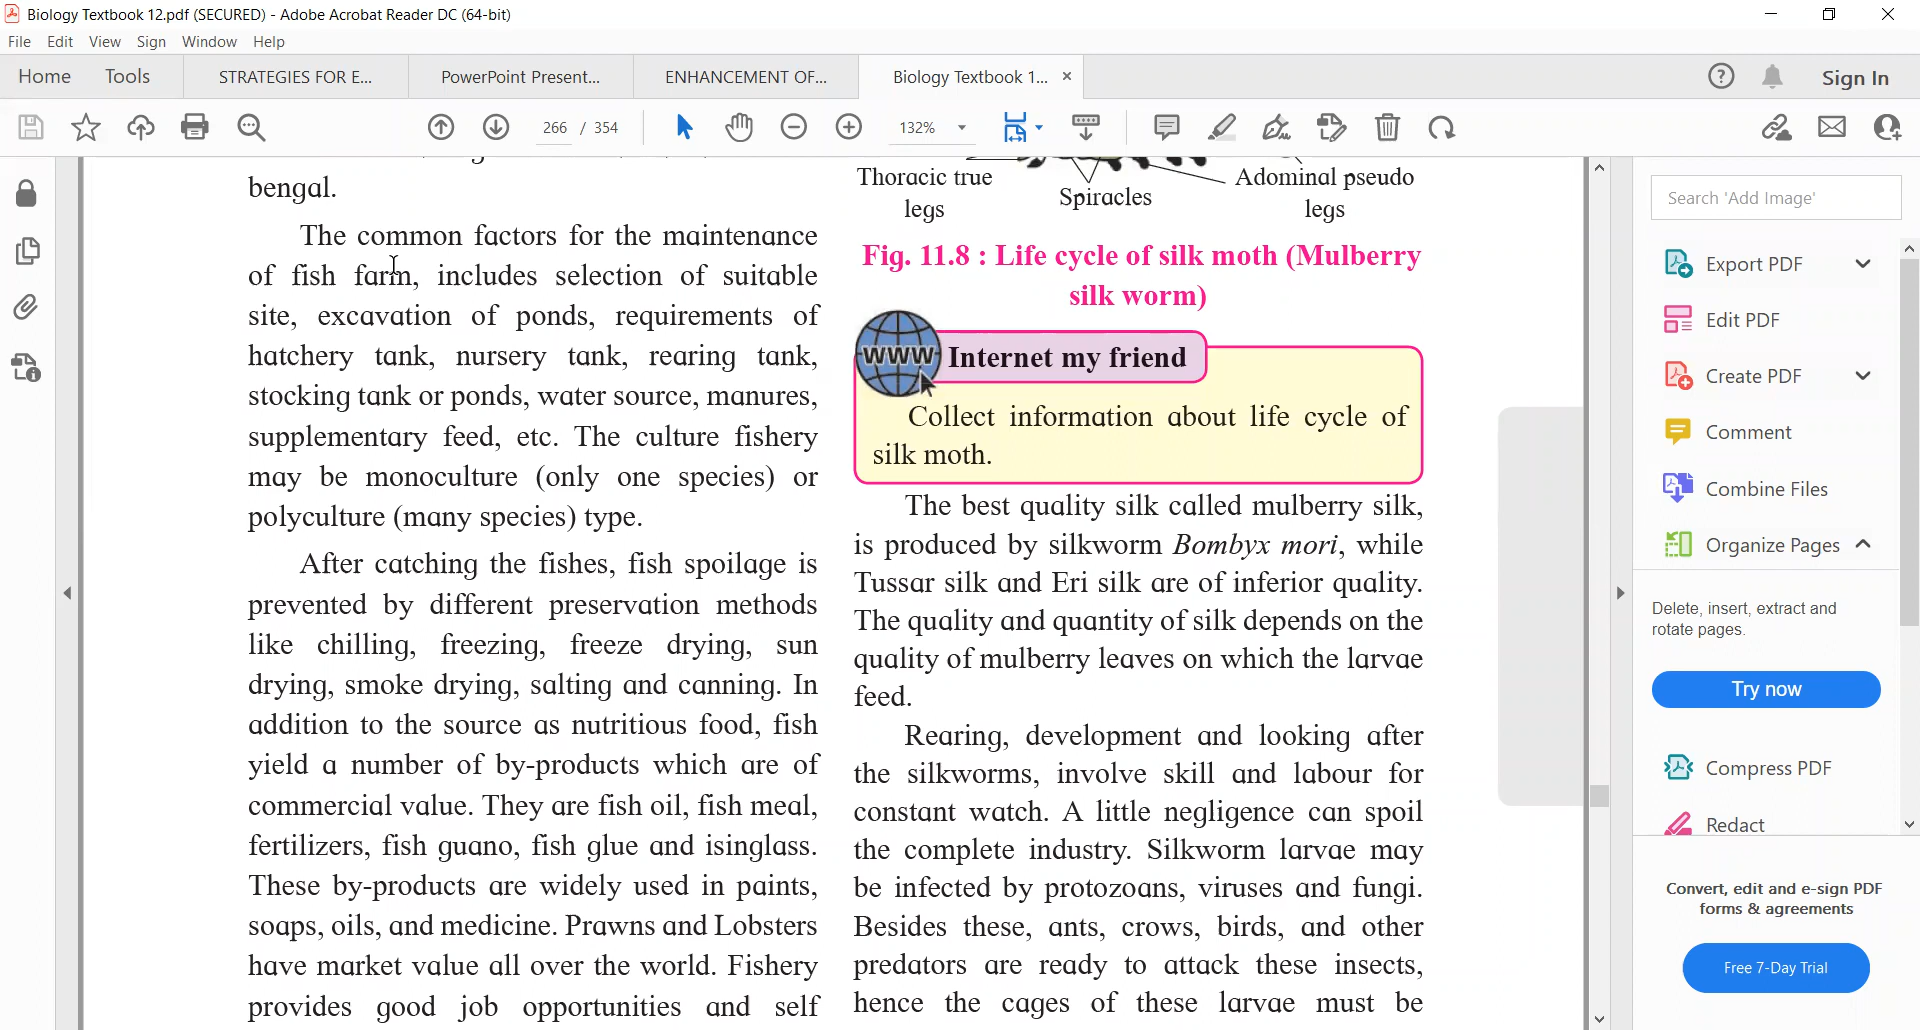 Biology Textbook 12.pdf (SECURED) - Adobe Acrobat Reader DC (64-bit)
File Edit View Sign Window Help
Home Tools STRATEGIES FOR E... PowerPoint Present... ENHANCEMENT OF... Biology Textbook 1... × Sign In
266 / 354 132%
bengal.
The common factors for the maintenance
of fish farm, includes selection of suitable
site, excavation of ponds, requirements of
hatchery tank, nursery tank, rearing tank,
stocking tank or ponds, water source, manures,
supplementary feed, etc. The culture fishery
may be monoculture (only one species) or
polyculture (many species) type.
After catching the fishes, fish spoilage is
prevented by different preservation methods
like chilling, freezing, freeze drying, sun
drying, smoke drying, salting and canning. In
addition to the source as nutritious food, fish
yield a number of by-products which are of
commercial value. They are fish oil, fish meal,
fertilizers, fish guano, fish glue and isinglass.
These by-products are widely used in paints,
soaps, oils, and medicine. Prawns and Lobsters
have market value all over the world. Fishery
provides good job opportunities and self
Thoracic true
legs
Spiracles
Adominal pseudo
legs
Fig. 11.8 : Life cycle of silk moth (Mulberry
silk worm)
WWW Internet my friend
Collect information about life cycle of
silk moth.
The best quality silk called mulberry silk,
is produced by silkworm Bombyx mori, while
Tussar silk and Eri silk are of inferior quality.
The quality and quantity of silk depends on the
quality of mulberry leaves on which the larvae
feed.
Rearing, development and looking after
the silkworms, involve skill and labour for
constant watch. A little negligence can spoil
the complete industry. Silkworm larvae may
be infected by protozoans, viruses and fungi.
Besides these, ants, crows, birds, and other
predators are ready to attack these insects,
hence the cages of these larvae must be
Search 'Add Image'
Export PDF
Edit PDF
Create PDF
Comment
Combine Files
Organize Pages
Delete, insert, extract and
rotate pages.
Try now
Compress PDF
Redact
Convert, edit and e-sign PDF
forms & agreements
Free 7-Day Trial